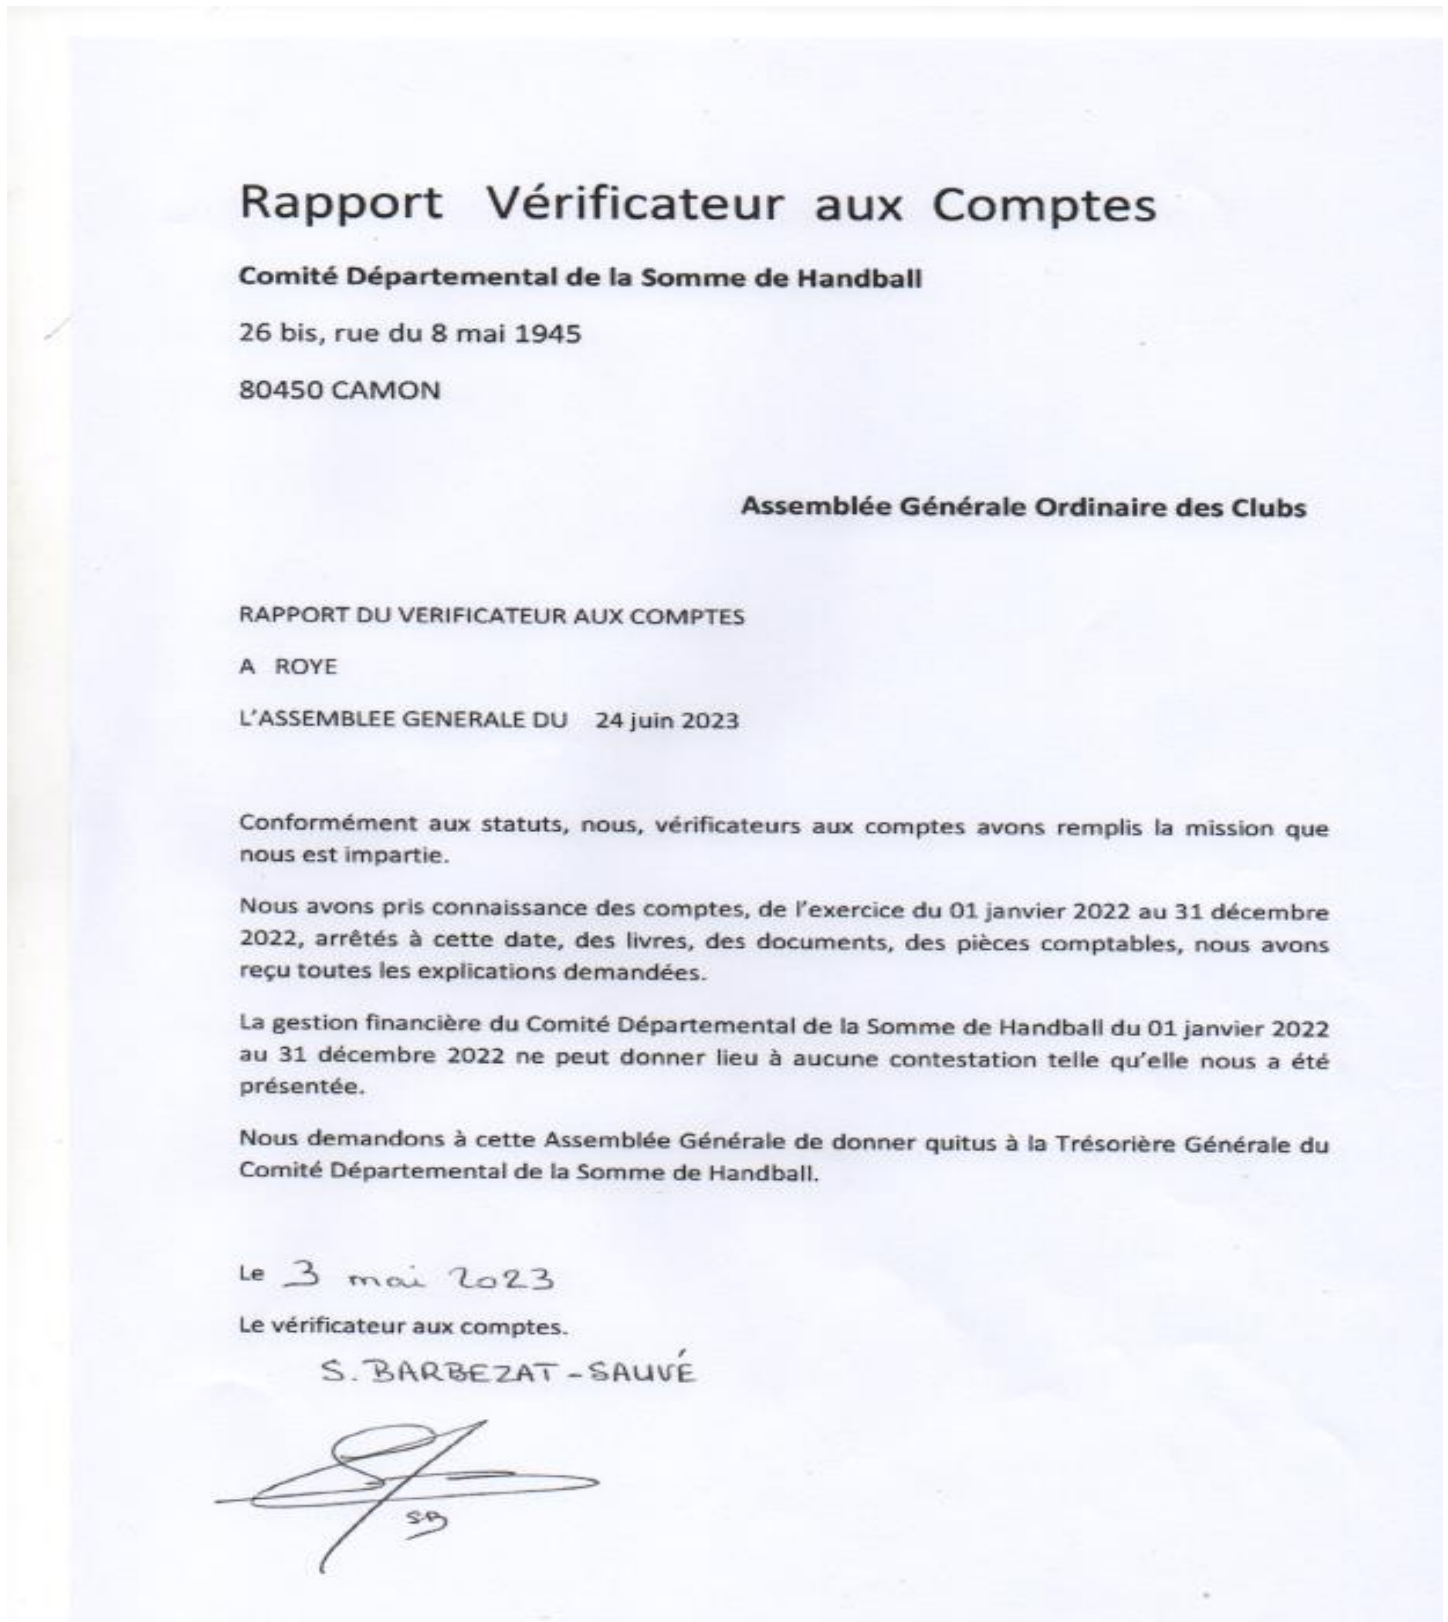 Rapport Vérificateur aux Comptes
Comité Départemental de la Somme de Handball
26 bis, rue du 8 mai 1945
80450 CAMON
Assemblée Générale Ordinaire des Clubs
RAPPORT DU VERIFICATEUR AUX COMPTES
A ROYE
L'ASSEMBLEE GENERALE DU 24 juin 2023
Conformément aux statuts, nous, vérificateurs aux comptes avons remplis la mission que
nous est impartie.
Nous avons pris connaissance des comptes, de l'exercice du 01 janvier 2022 au 31 décembre
2022, arrêtés à cette date, des livres, des documents, des pièces comptables, nous avons
reçu toutes les explications demandées.
La gestion financière du Comité Départemental de la Somme de Handball du 01 janvier 2022
au 31 décembre 2022 ne peut donner lieu à aucune contestation telle qu'elle nous a été
présentée.
Nous demandons à cette Assemblée Générale de donner quitus à la Trésorière Générale du
Comité Départemental de la Somme de Handball.
Le 3 mai 2023
Le vérificateur aux comptes.
S. BARBEZAT-SAUVÉ
SB